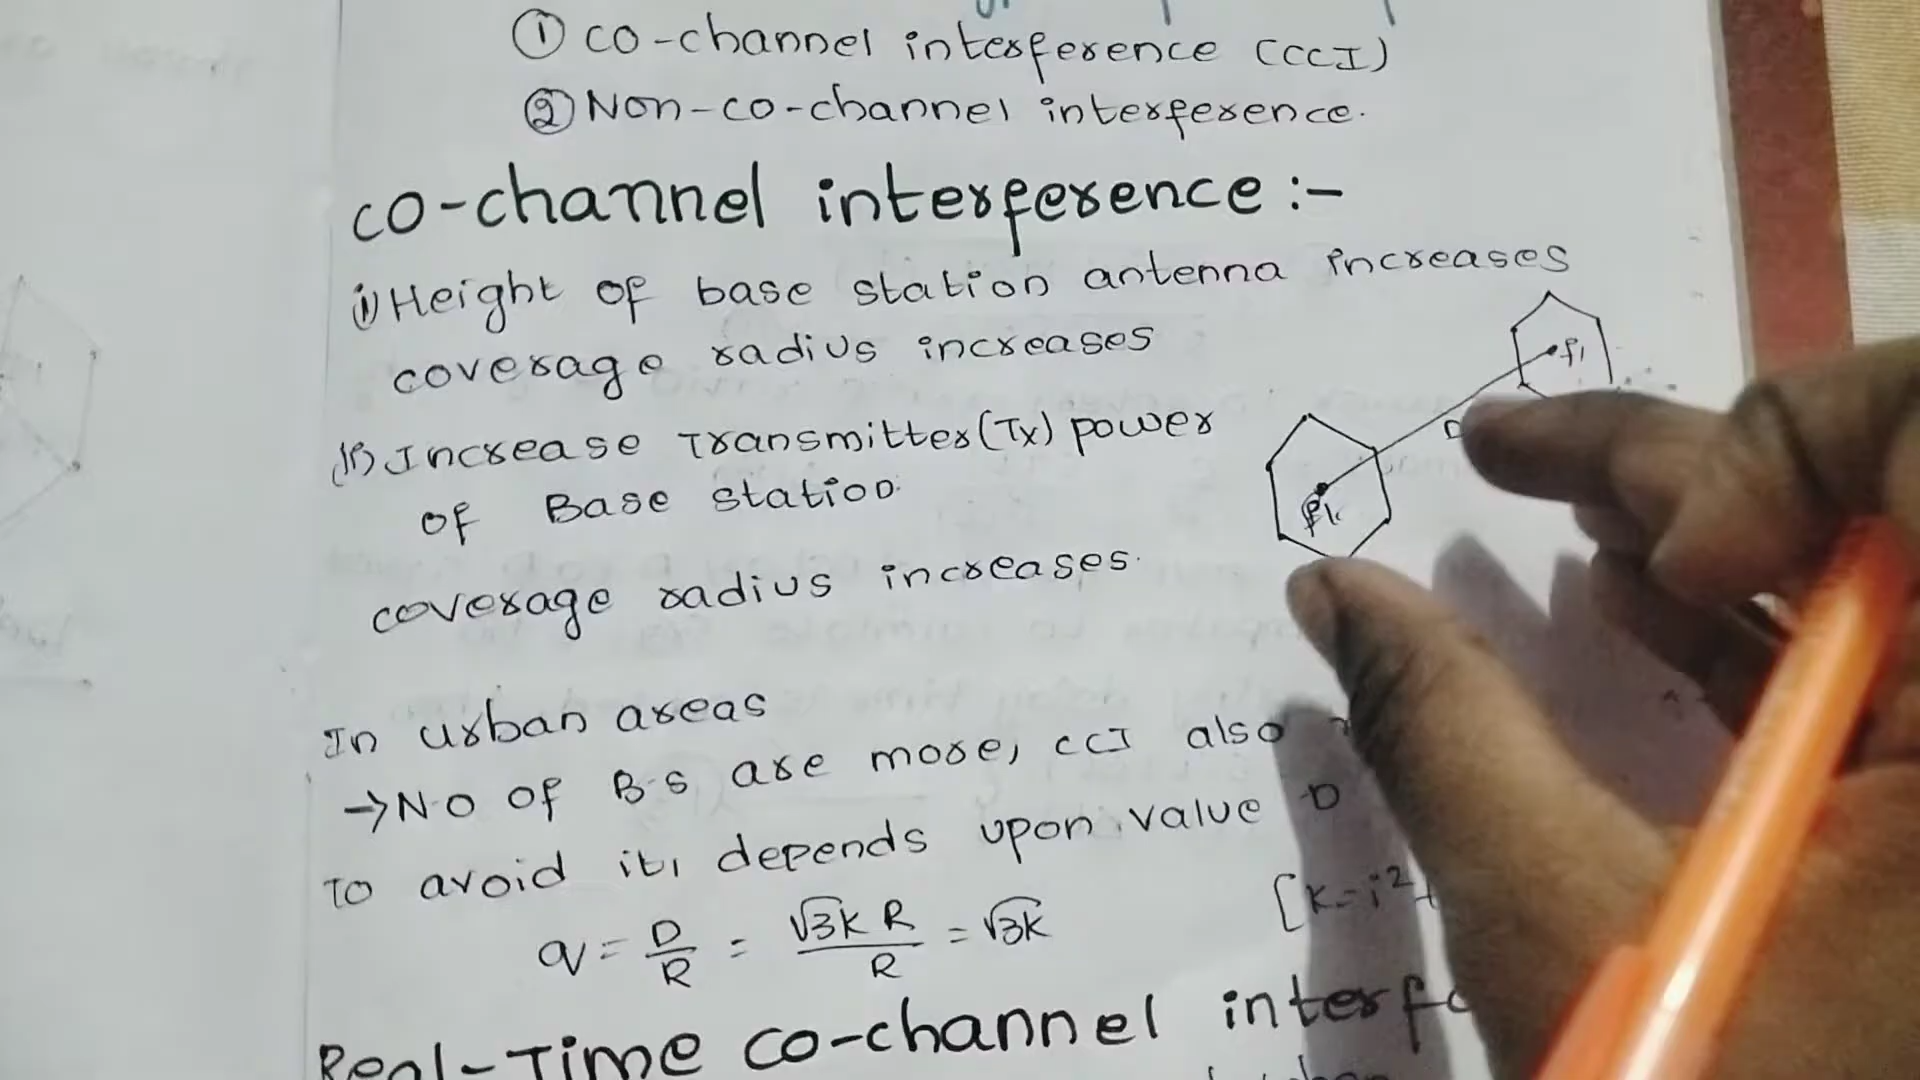 ① co-channel interference (CCI)
② Non-co-channel interference.
co-channel interference :-
i) Height of base station antenna increases
coverage radius increases
f1
ii) Increase Transmitter (Tx) power
D
of Base station.
f1
coverage radius increases.
In urban areas
→ N.O of B.S are more, CCI also
To avoid it, depends upon value D
[K=i²+
q = D/R = √3K R/R = √3K
Real-Time co-channel